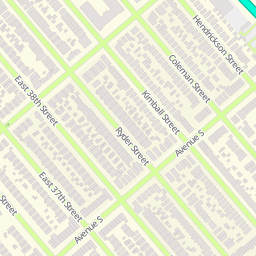 Hendrickson Street
Coleman Street
Kimball Street
East 38th Street
Ryder Street
Avenue S
East 37th Street
Street
Avenue S